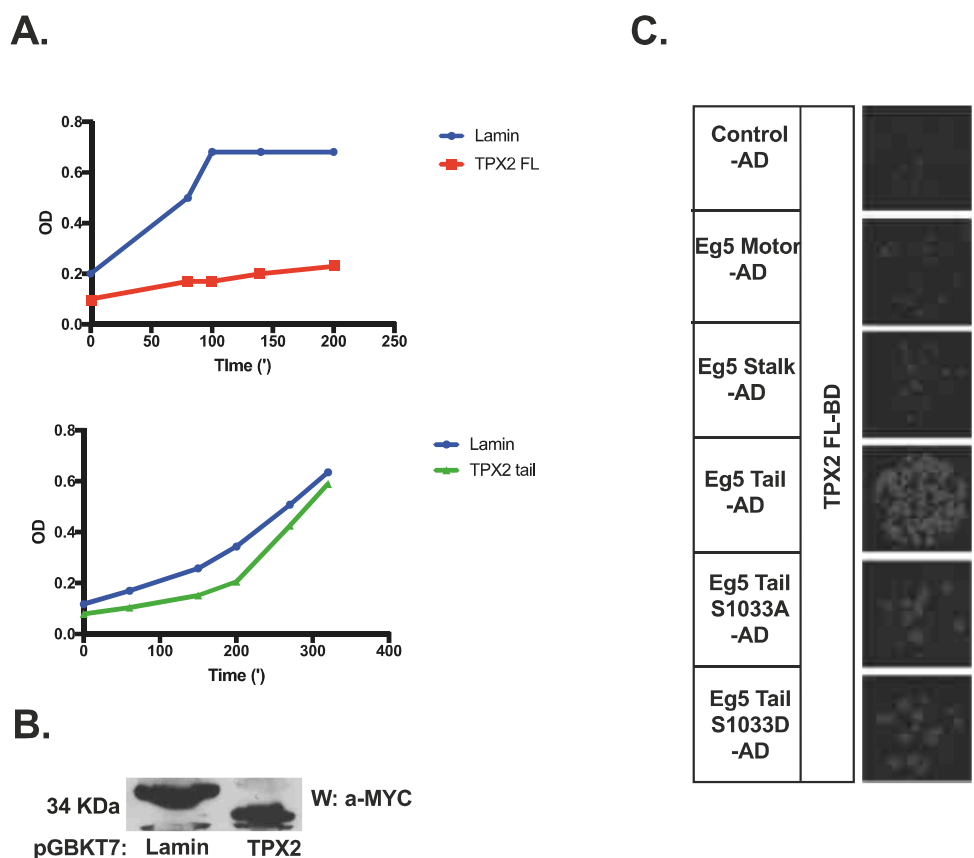 A.
0.8
0.6
0.4
0.2
0.0
OD
0
50
100
150
200
250
TIme (')
Lamin
TPX2 FL
0.8
0.6
0.4
0.2
0.0
OD
0
100
200
300
400
Time (')
Lamin
TPX2 tail
B.
34 KDa
W: a-MYC
pGBKT7: Lamin TPX2
C.
Control
-AD
Eg5 Motor
-AD
Eg5 Stalk
-AD
Eg5 Tail
-AD
Eg5 Tail
S1033A
-AD
Eg5 Tail
S1033D
-AD
TPX2 FL-BD